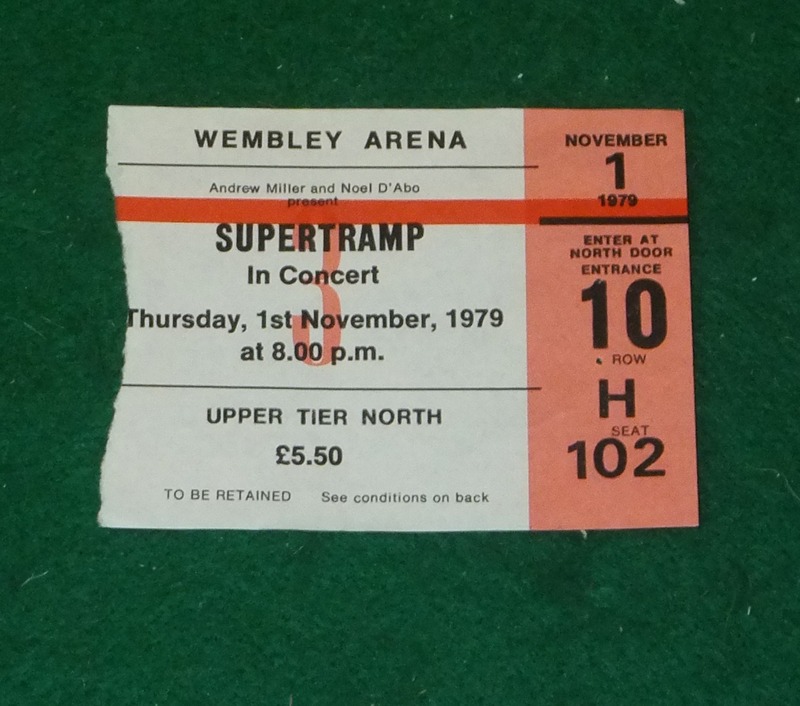 WEMBLEY ARENA
Andrew Miller and Noel D'Abo
present
3
SUPERTRAMP
In Concert
Thursday, 1st November, 1979
at 8.00 p.m.
UPPER TIER NORTH
£5.50
TO BE RETAINED See conditions on back
NOVEMBER
1
1979
ENTER AT
NORTH DOOR
ENTRANCE
10
ROW
H
SEAT
102